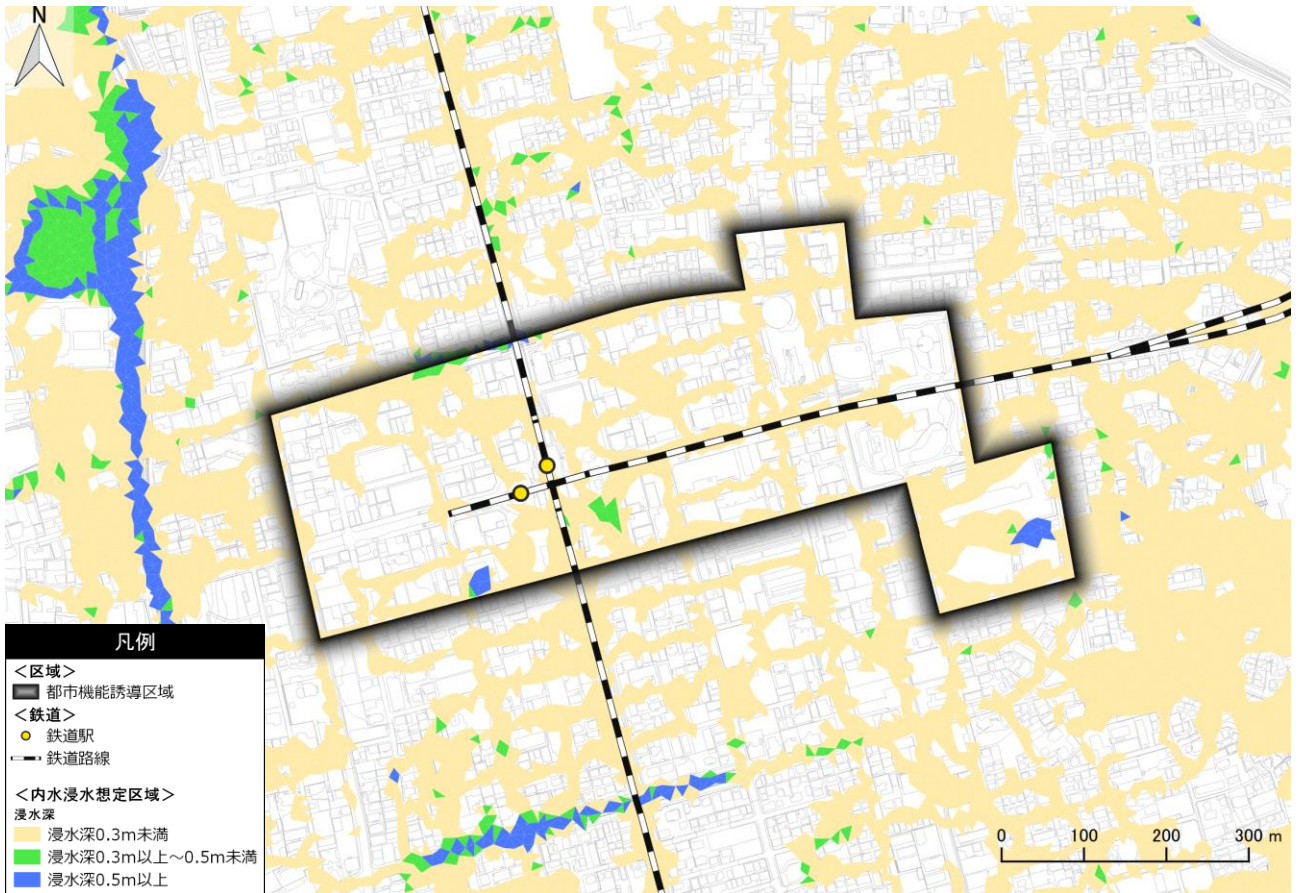 N
凡例
＜区域＞
都市機能誘導区域
＜鉄道＞
鉄道駅
鉄道路線
＜内水浸水想定区域＞
浸水深
浸水深0.3m未満
浸水深0.3m以上～0.5m未満
浸水深0.5m以上
0 100 200 300 m